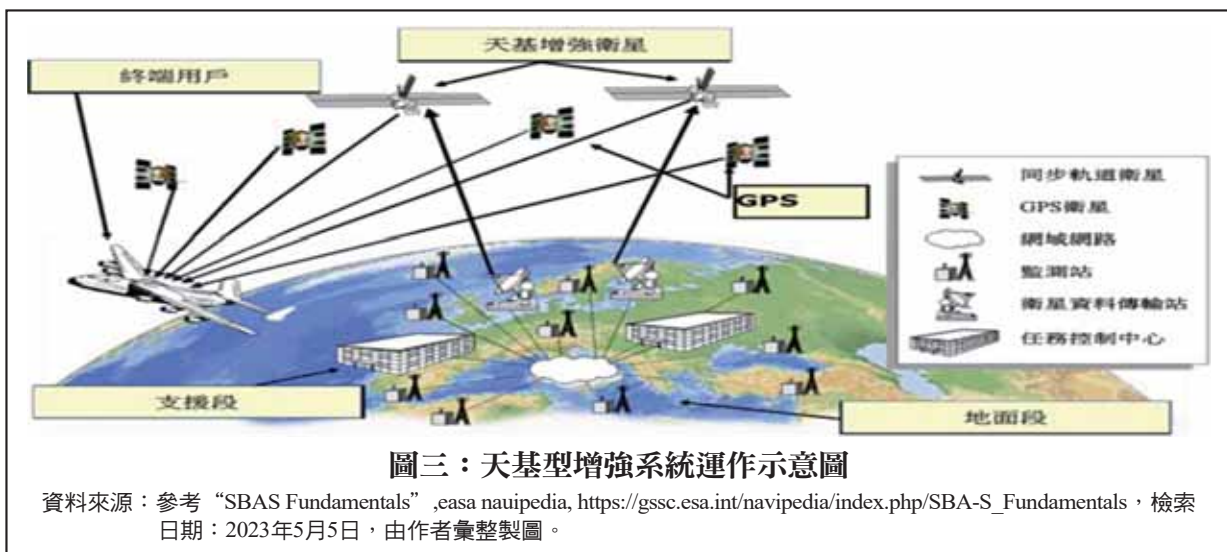 天基增強衛星
終端用戶
GPS
同步軌道衛星
GPS衛星
網域網路
監測站
衛星資料傳輸站
任務控制中心
支援段
地面段
圖三：天基型增強系統運作示意圖
資料來源：參考“SBAS Fundamentals”,easa nauipedia, https://gssc.esa.int/navipedia/index.php/SBA-S_Fundamentals，檢索
日期：2023年5月5日，由作者彙整製圖。